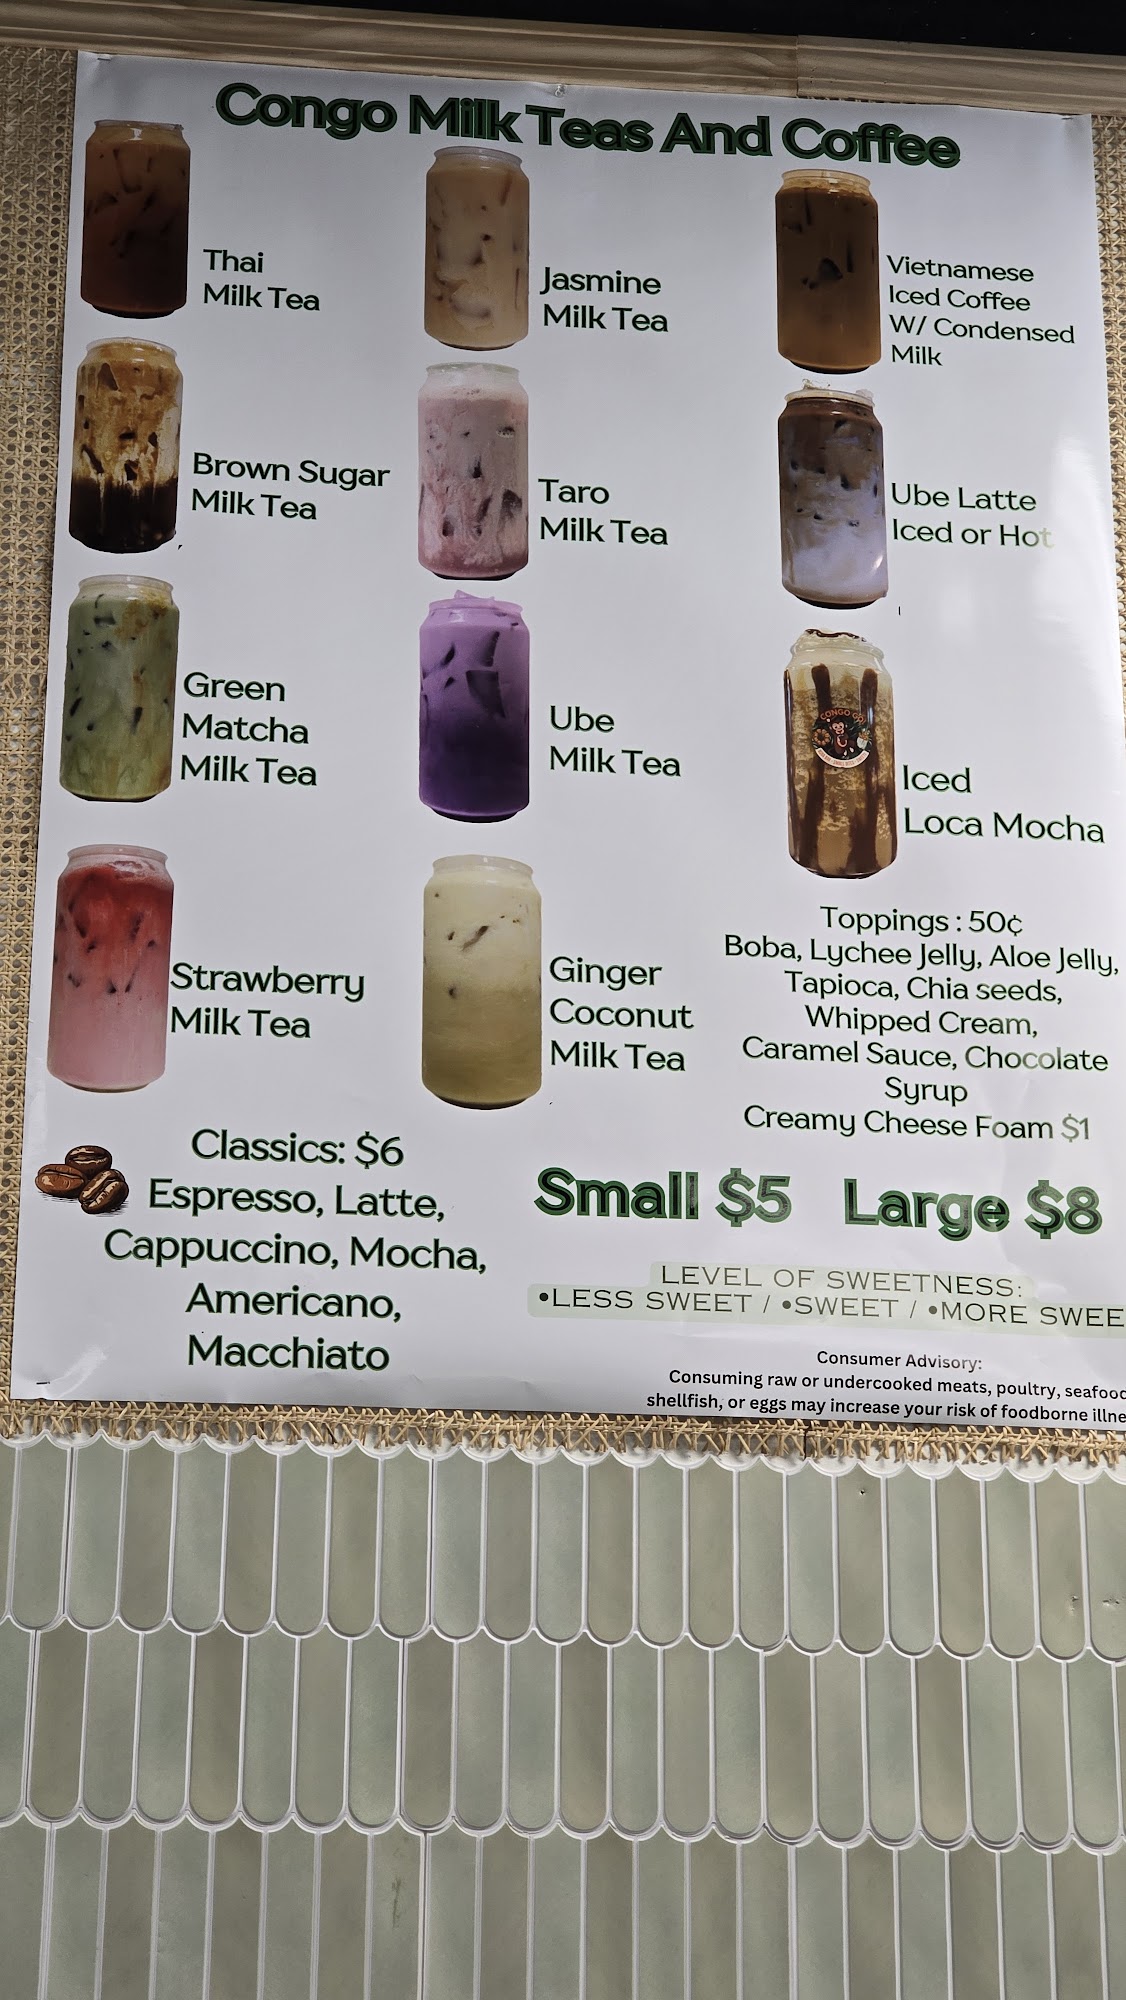 Congo Milk Teas And Cofffee
Thai
Milk Tea
Jasmine
Milk Tea
Vietnamese
Iced Coffee
W/ Condensed
Milk
Brown Sugar
Milk Tea
Taro
Milk Tea
Ube Latte
Iced or Hot
Green
Matcha
Milk Tea
Ube
Milk Tea
CONGO GO
Iced
Loca Mocha
Strawberry
Milk Tea
Ginger
Coconut
Milk Tea
Toppings : 50¢
Boba, Lychee Jelly, Aloe Jelly,
Tapioca, Chia seeds,
Whipped Cream,
Caramel Sauce, Chocolate
Syrup
Creamy Cheese Foam $1
Classics: $6
Espresso, Latte,
Cappuccino, Mocha,
Americano,
Macchiato
Small $5 Large $8
LEVEL OF SWEETNESS:
•LESS SWEET / •SWEET / •MORE SWEE
Consumer Advisory:
Consuming raw or undercooked meats, poultry, seafood
shellfish, or eggs may increase your risk of foodborne illne